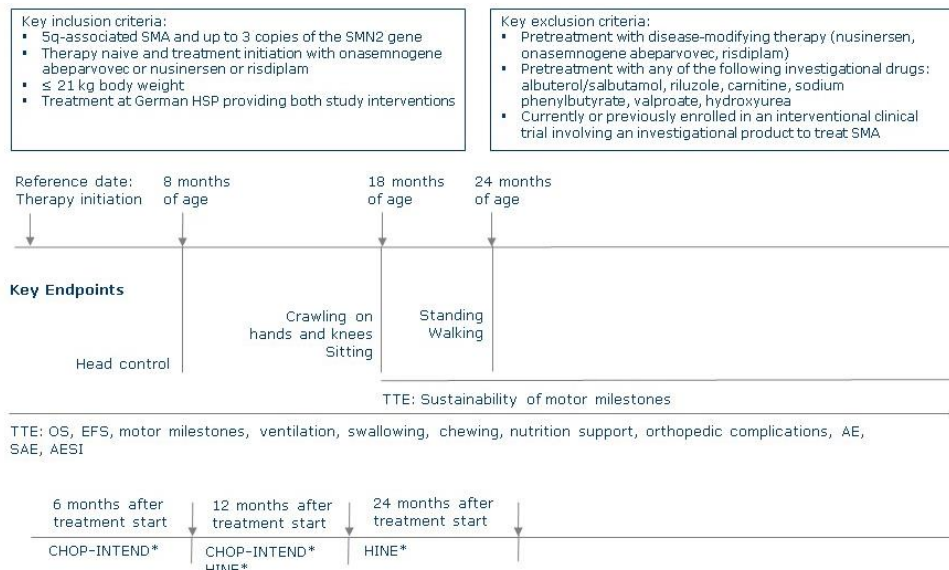 Key inclusion criteria:
▪ 5q-associated SMA and up to 3 copies of the SMN2 gene
▪ Therapy naive and treatment initiation with onasemnogene
abeparvovec or nusinersen or risdiplam
▪ ≤ 21 kg body weight
▪ Treatment at German HSP providing both study interventions
Key exclusion criteria:
▪ Pretreatment with disease-modifying therapy (nusinersen,
onasemnogene abeparvovec, risdiplam)
▪ Pretreatment with any of the following investigational drugs:
albuterol/salbutamol, riluzole, carnitine, sodium
phenylbutyrate, valproate, hydroxyurea
▪ Currently or previously enrolled in an interventional clinical
trial involving an investigational product to treat SMA
Reference date:
Therapy initiation
8 months
of age
18 months
of age
24 months
of age
Key Endpoints
Head control
Crawling on
hands and knees
Sitting
Standing
Walking
TTE: Sustainability of motor milestones
TTE: OS, EFS, motor milestones, ventilation, swallowing, chewing, nutrition support, orthopedic complications, AE,
SAE, AESI
6 months after
treatment start
12 months after
treatment start
24 months after
treatment start
CHOP-INTEND*
CHOP-INTEND*
HINE*
HINE*